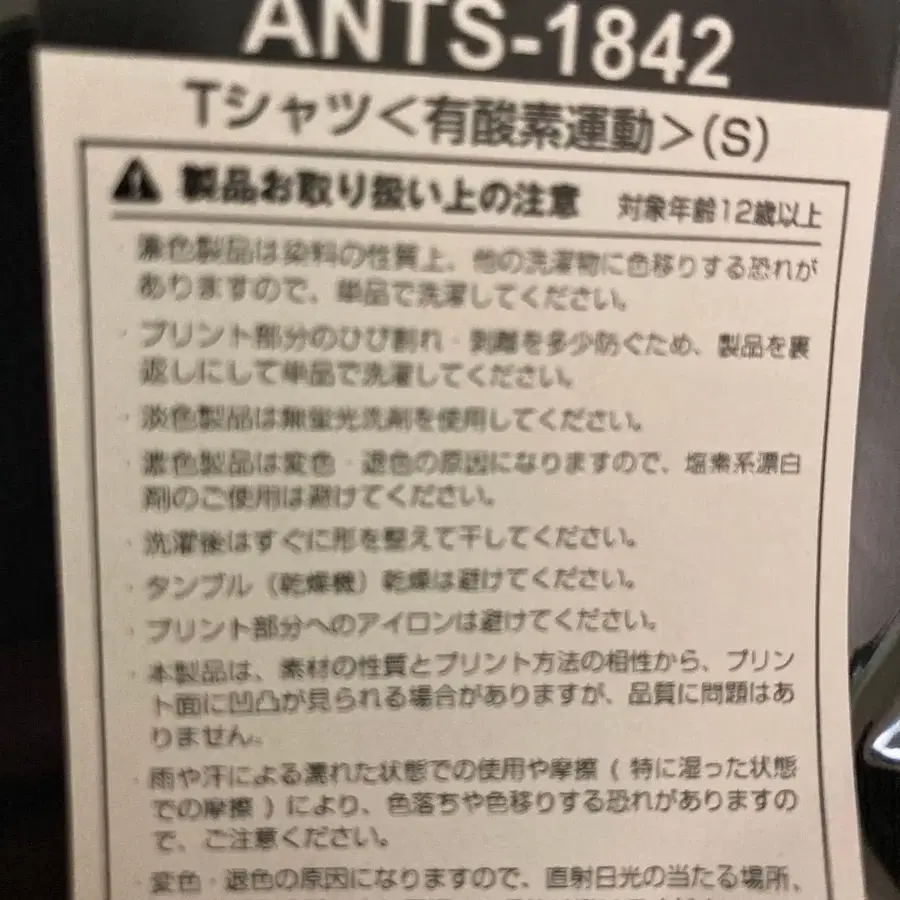 ANTS-1842
Tシャツ<有酸素運動>(S)
製品お取り扱い上の注意 対象年齢12歳以上
・濃色製品は染料の性質上、他の洗濯物に色移りする恐れが
ありますので、単品で洗濯してください。
・プリント部分のひび割れ・剥離を多少防ぐため、製品を裏
返しにして単品で洗濯してください。
・淡色製品は無蛍光洗剤を使用してください。
・濃色製品は変色・退色の原因になりますので、塩素系漂白
剤のご使用は避けてください。
・洗濯後はすぐに形を整えて干してください。
・タンブル（乾燥機）乾燥は避けてください。
・プリント部分へのアイロンは避けてください。
・本製品は、素材の性質とプリント方法の相性から、プリン
ト面に凹凸が見られる場合がありますが、品質に問題はあ
りません。
・雨や汗による濡れた状態での使用や摩擦(特に湿った状態
での摩擦)により、色落ちや色移りする恐れがありますの
で、ご注意ください。
・変色・退色の原因になりますので、直射日光の当たる場所、